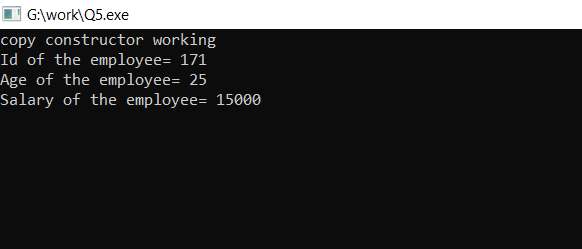 G:\work\Q5.exe
copy constructor working
Id of the employee= 171
Age of the employee= 25
Salary of the employee= 15000